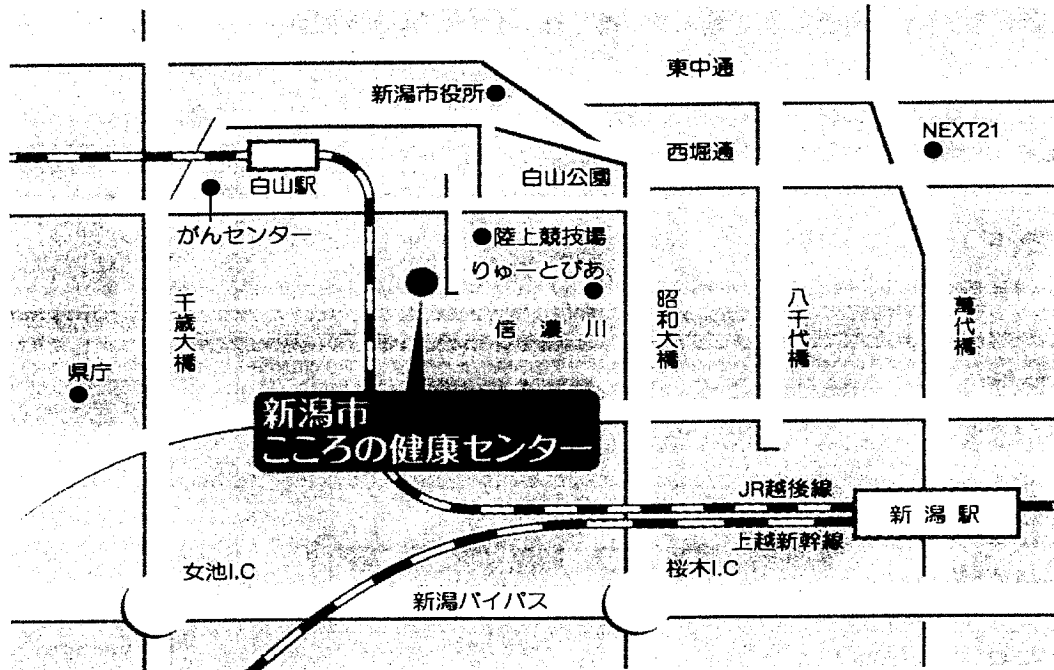 東中通
新潟市役所
NEXT21
西堀通
白山駅
白山公園
がんセンター
陸上競技場
りゅーとぴあ
千歳大橋
信濃川
昭和大橋
八千代橋
萬代橋
県庁
新潟市
こころの健康センター
JR越後線
新潟駅
上越新幹線
女池I.C
桜木I.C
新潟バイパス